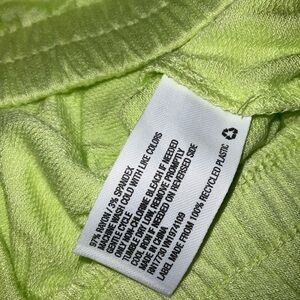 97% RAYON 3% SPANDEX
MACHINE WASH COLD WITH LIKE COLORS
GENTLE CYCLE
ONLY NON-CHLORINE BLEACH IF NEEDED
TUMBLE DRY LOW. REMOVE PROMPTLY.
COOL IRON IF NEEDED ON REVERSED SIDE
MADE IN CHINA
LABEL MADE FROM 100% RECYCLED PLASTIC